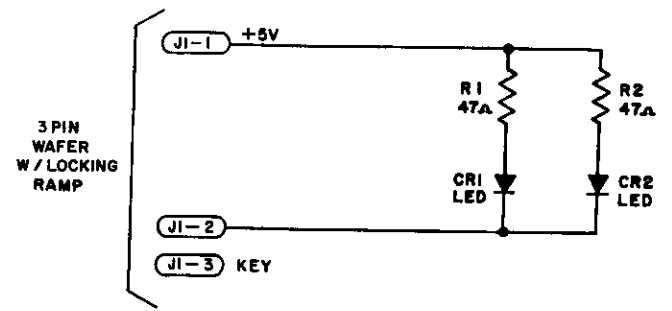 J1-1
+5V
R1
47Ω
R2
47Ω
3 PIN
WAFER
W/LOCKING
RAMP
CR1
LED
CR2
LED
J1-2
J1-3
KEY